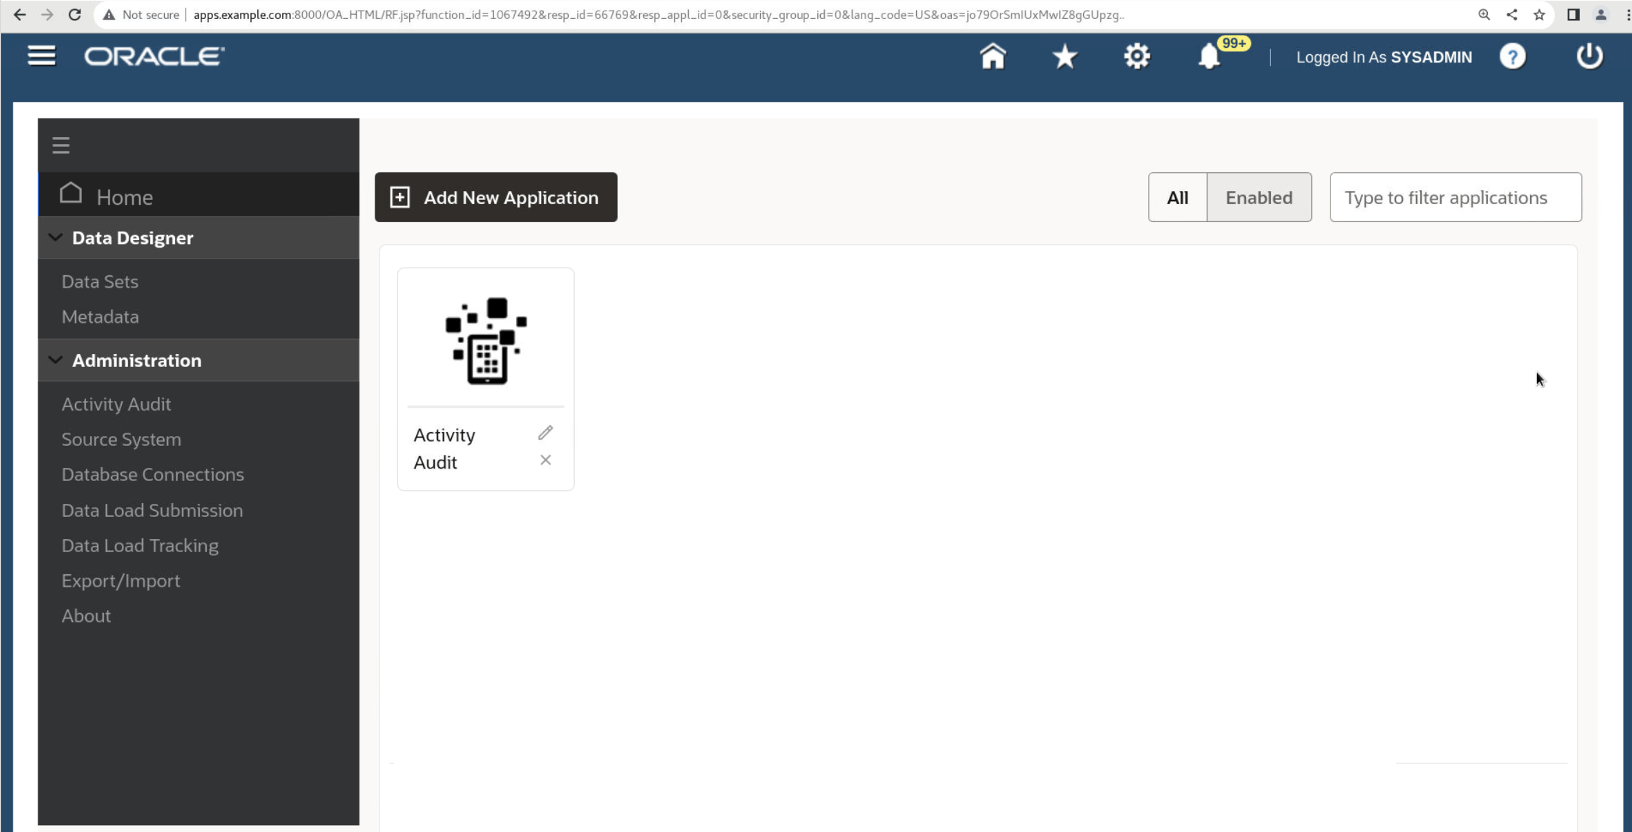 Not secure | apps.example.com:8000/OA_HTML/RF.jsp?function_id=1067492&resp_id=66769&resp_appl_id=0&security_group_id=0&lang_code=US&oas=jo79OrSmIUxMwIZ8gGUpzg..
ORACLE
99+
Logged In As SYSADMIN
?
Home
Data Designer
Data Sets
Metadata
Administration
Activity Audit
Source System
Database Connections
Data Load Submission
Data Load Tracking
Export/Import
About
Add New Application
All
Enabled
Type to filter applications
Activity
Audit